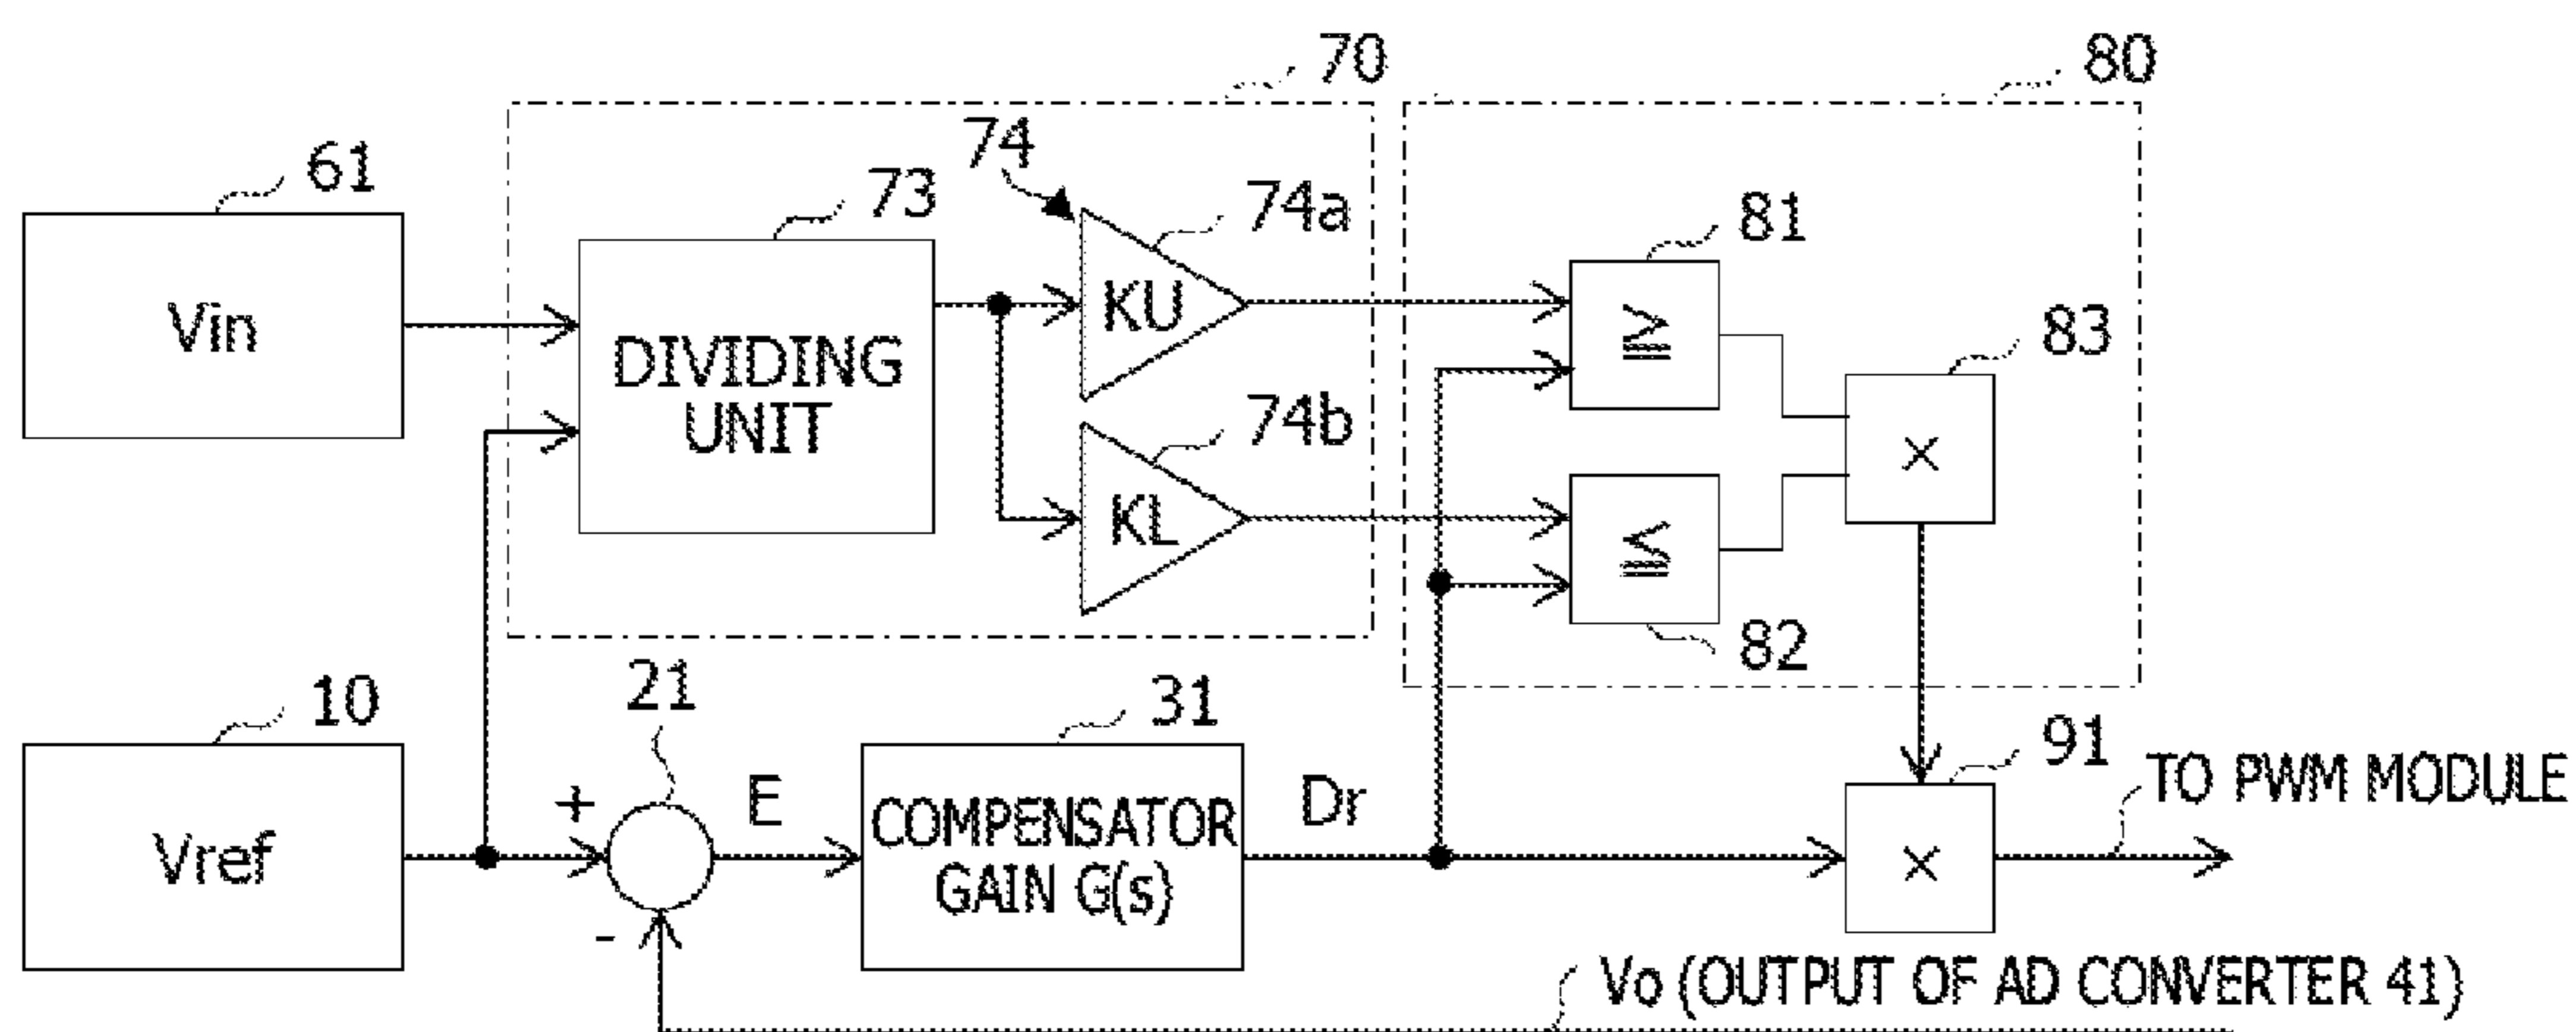 70
80
61
74
73
74a
81
Vin
DIVIDING
UNIT
KU
≧
83
74b
×
KL
≦
82
10
21
31
91
Vref
+
-
E
COMPENSATOR
GAIN G(s)
Dr
×
TO PWM MODULE
Vo (OUTPUT OF AD CONVERTER 41)